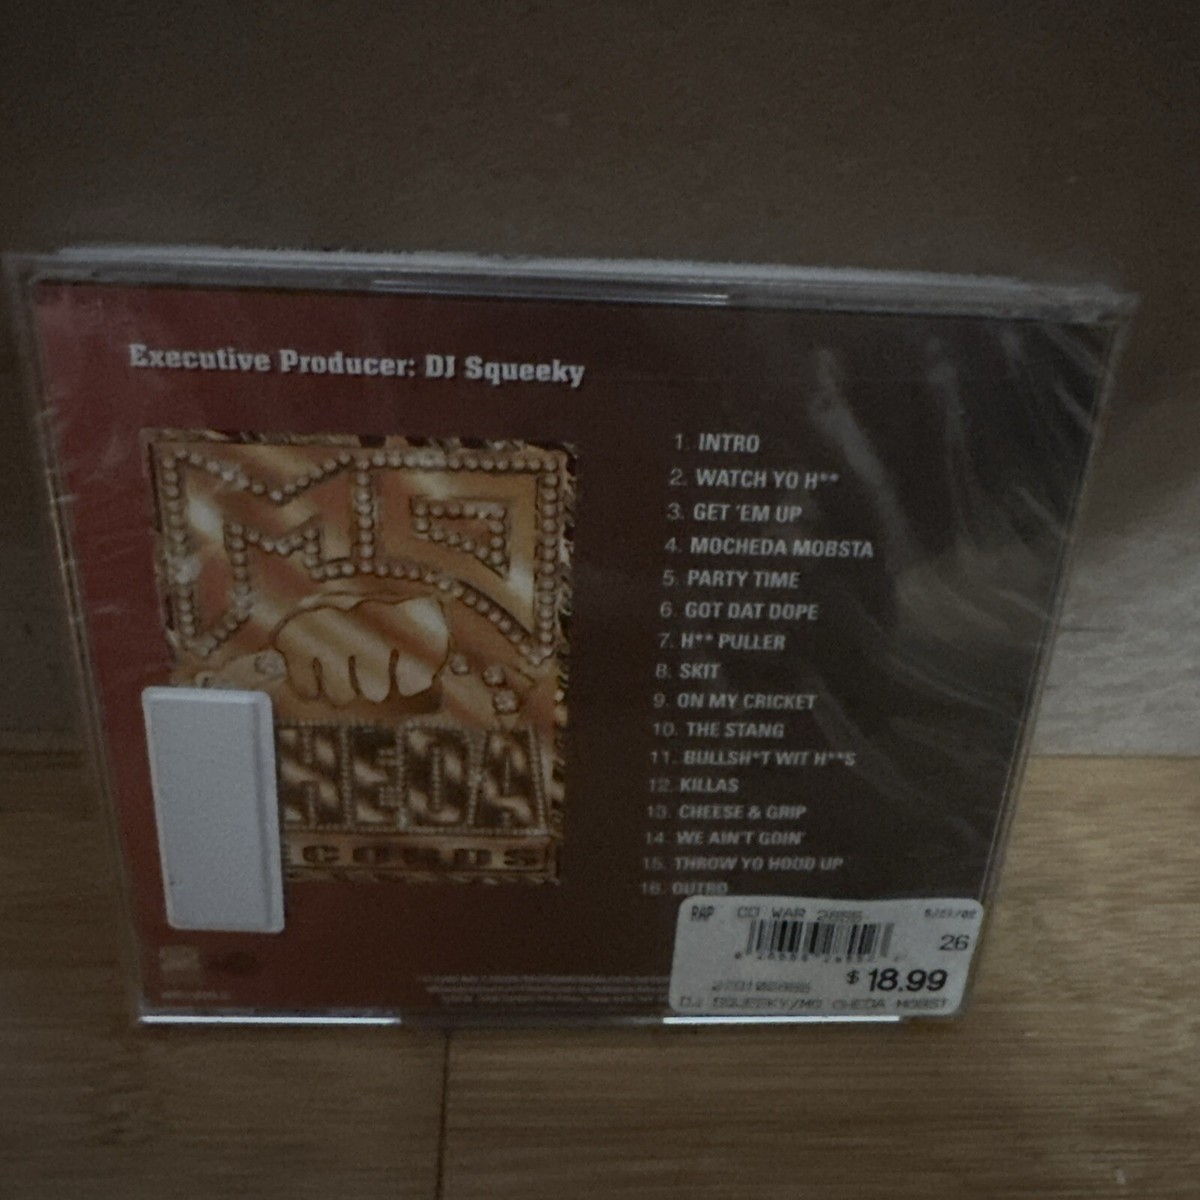 Executive Producer: DJ Squeeky
1. INTRO
2. WATCH YO H**
3. GET 'EM UP
4. MOCHEDA MOBSTA
5. PARTY TIME
6. GOT DAT DOPE
7. H** PULLER
8. SKIT
9. ON MY CRICKET
10. THE STANG
11. BULLSH*T WIT H**S
12. KILLAS
13. CHEESE & GRIP
14. WE AIN'T GOIN'
15. THROW YO HOOD UP
16. OUTRO
MO
HEDA
CORDS
RAP CD WAR 2855
26
$18.99
DJ SQUEEKY/MO CHEDA MOBST